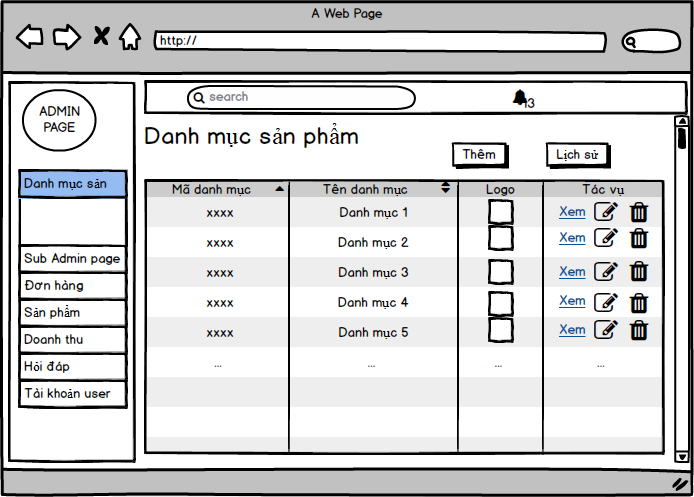 A Web Page
http://
search
13
ADMIN
PAGE
Danh mục sản phẩm
Thêm
Lịch sử
Danh mục sản
Sub Admin page
Đơn hàng
Sản phẩm
Doanh thu
Hỏi đáp
Tài khoản user
Mã danh mục Tên danh mục Logo Tác vụ
xxxx Danh mục 1 Xem
xxxx Danh mục 2 Xem
xxxx Danh mục 3 Xem
xxxx Danh mục 4 Xem
xxxx Danh mục 5 Xem
... ... ... ...